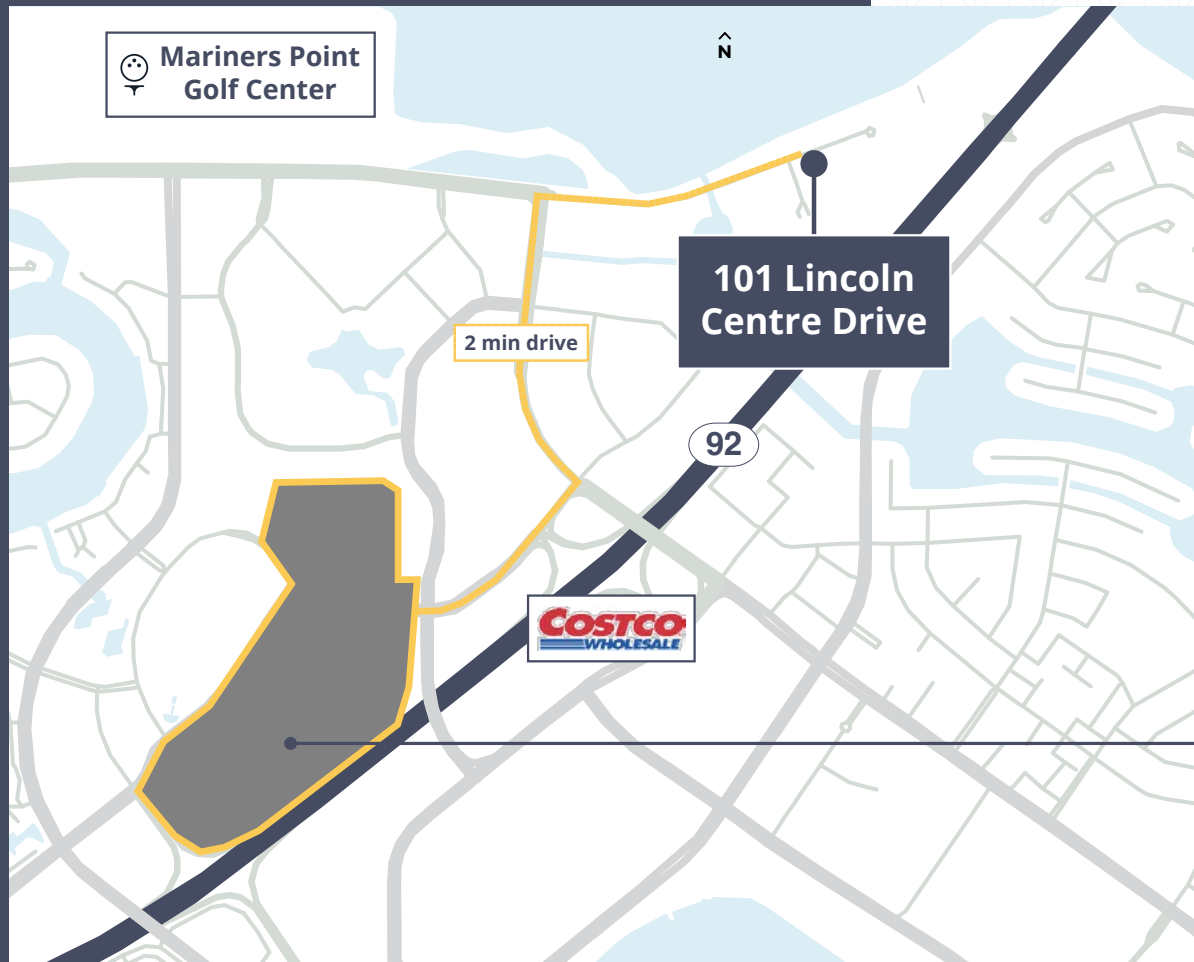 Mariners Point
Golf Center
N
101 Lincoln
Centre Drive
2 min drive
92
COSTCO
WHOLESALE